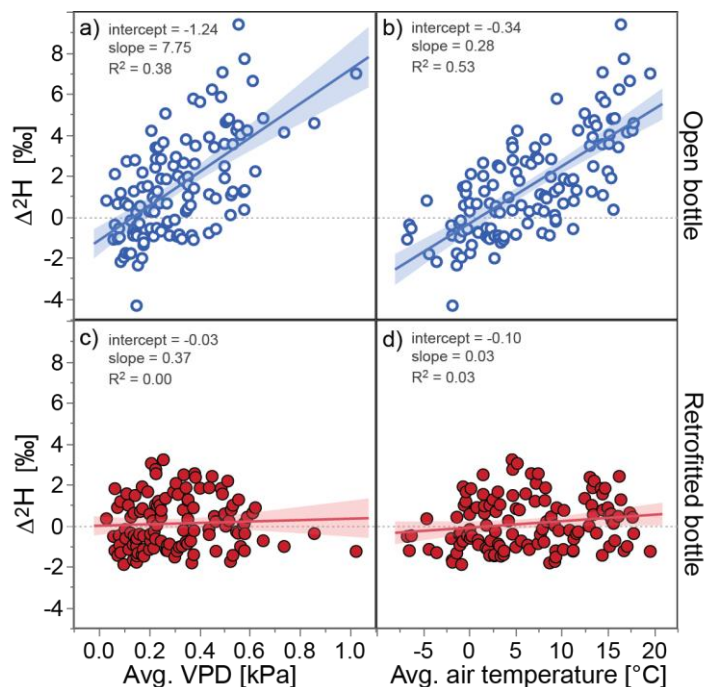 a) intercept = -1.24
slope = 7.75
R² = 0.38
b) intercept = -0.34
slope = 0.28
R² = 0.53
8
6
4
2
0
-2
-4
Δ²H [‰]
Open bottle
c) intercept = -0.03
slope = 0.37
R² = 0.00
d) intercept = -0.10
slope = 0.03
R² = 0.03
8
6
4
2
0
-2
-4
Δ²H [‰]
Retrofitted bottle
0.0 0.2 0.4 0.6 0.8 1.0
-5 0 5 10 15 20
Avg. VPD [kPa]
Avg. air temperature [°C]